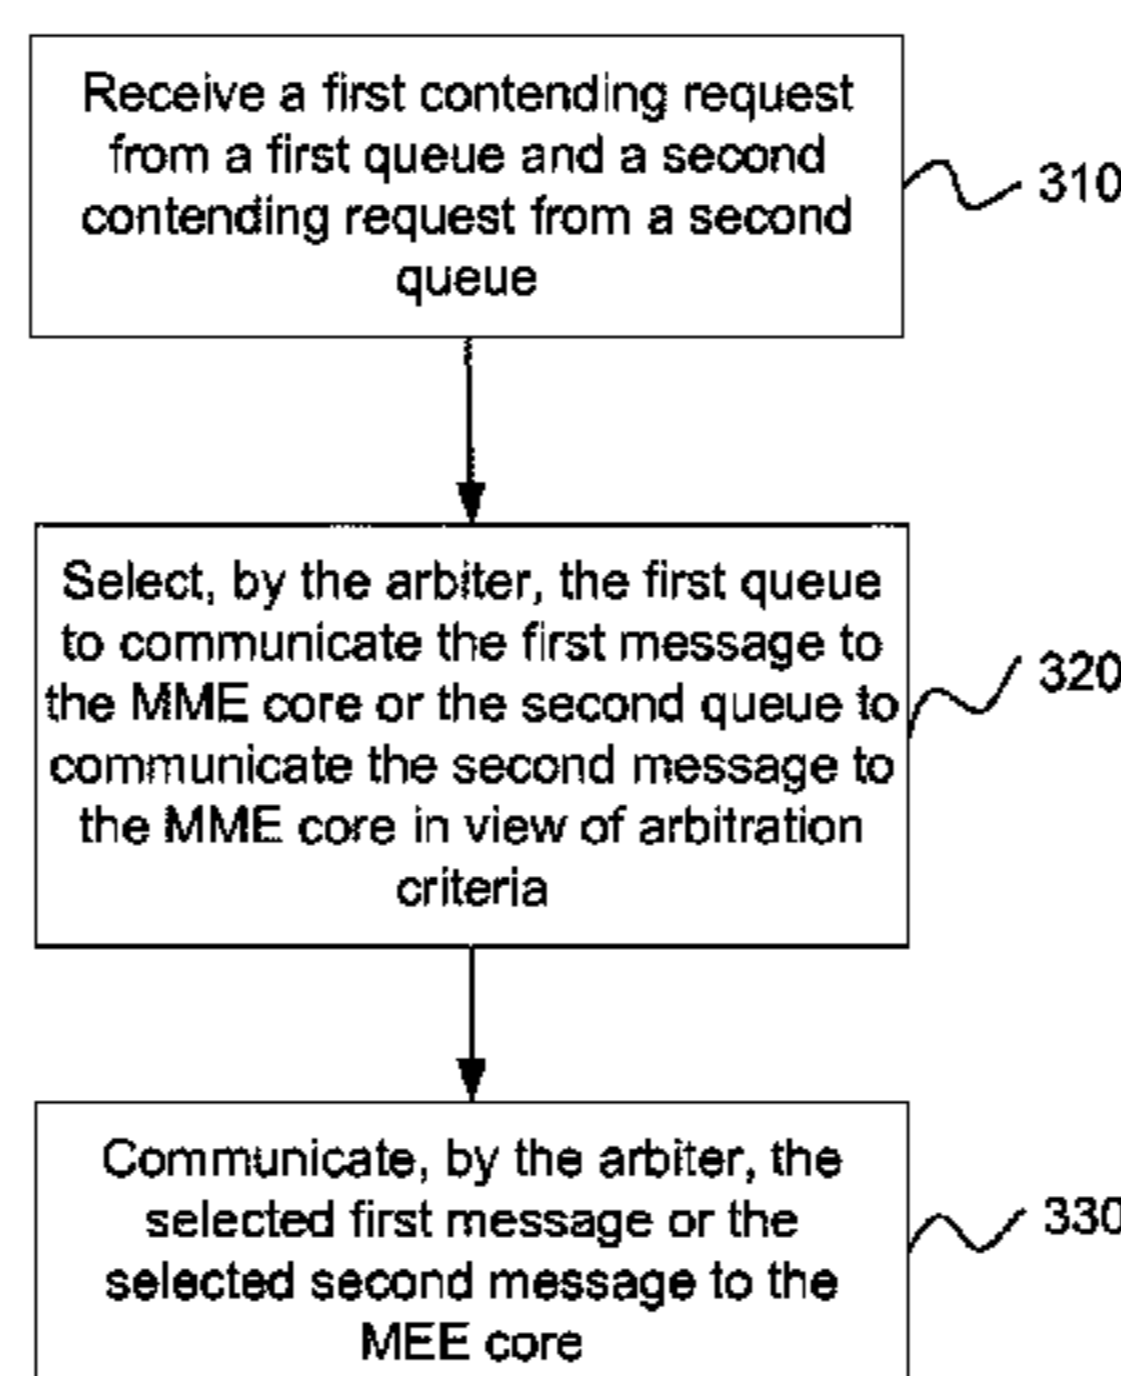 Receive a first contending request
from a first queue and a second
contending request from a second
queue
310
Select, by the arbiter, the first queue
to communicate the first message to
the MME core or the second queue to
communicate the second message to
the MME core in view of arbitration
criteria
320
Communicate, by the arbiter, the
selected first message or the
selected second message to the
MEE core
330